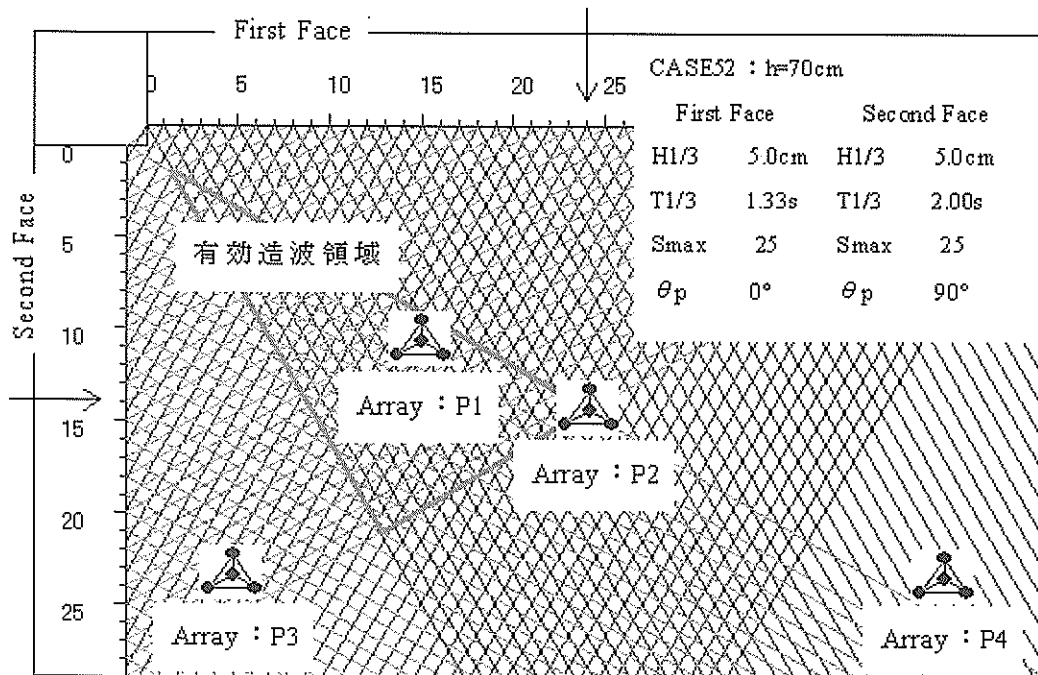 First Face
0 5 10 15 20 25
CASE52 : h=70cm
First Face Second Face
H1/3 5.0cm H1/3 5.0cm
T1/3 1.33s T1/3 2.00s
Smax 25 Smax 25
θp 0° θp 90°
Second Face
0
5
10
15
20
25
有効造波領域
Array : P1
Array : P2
Array : P3
Array : P4